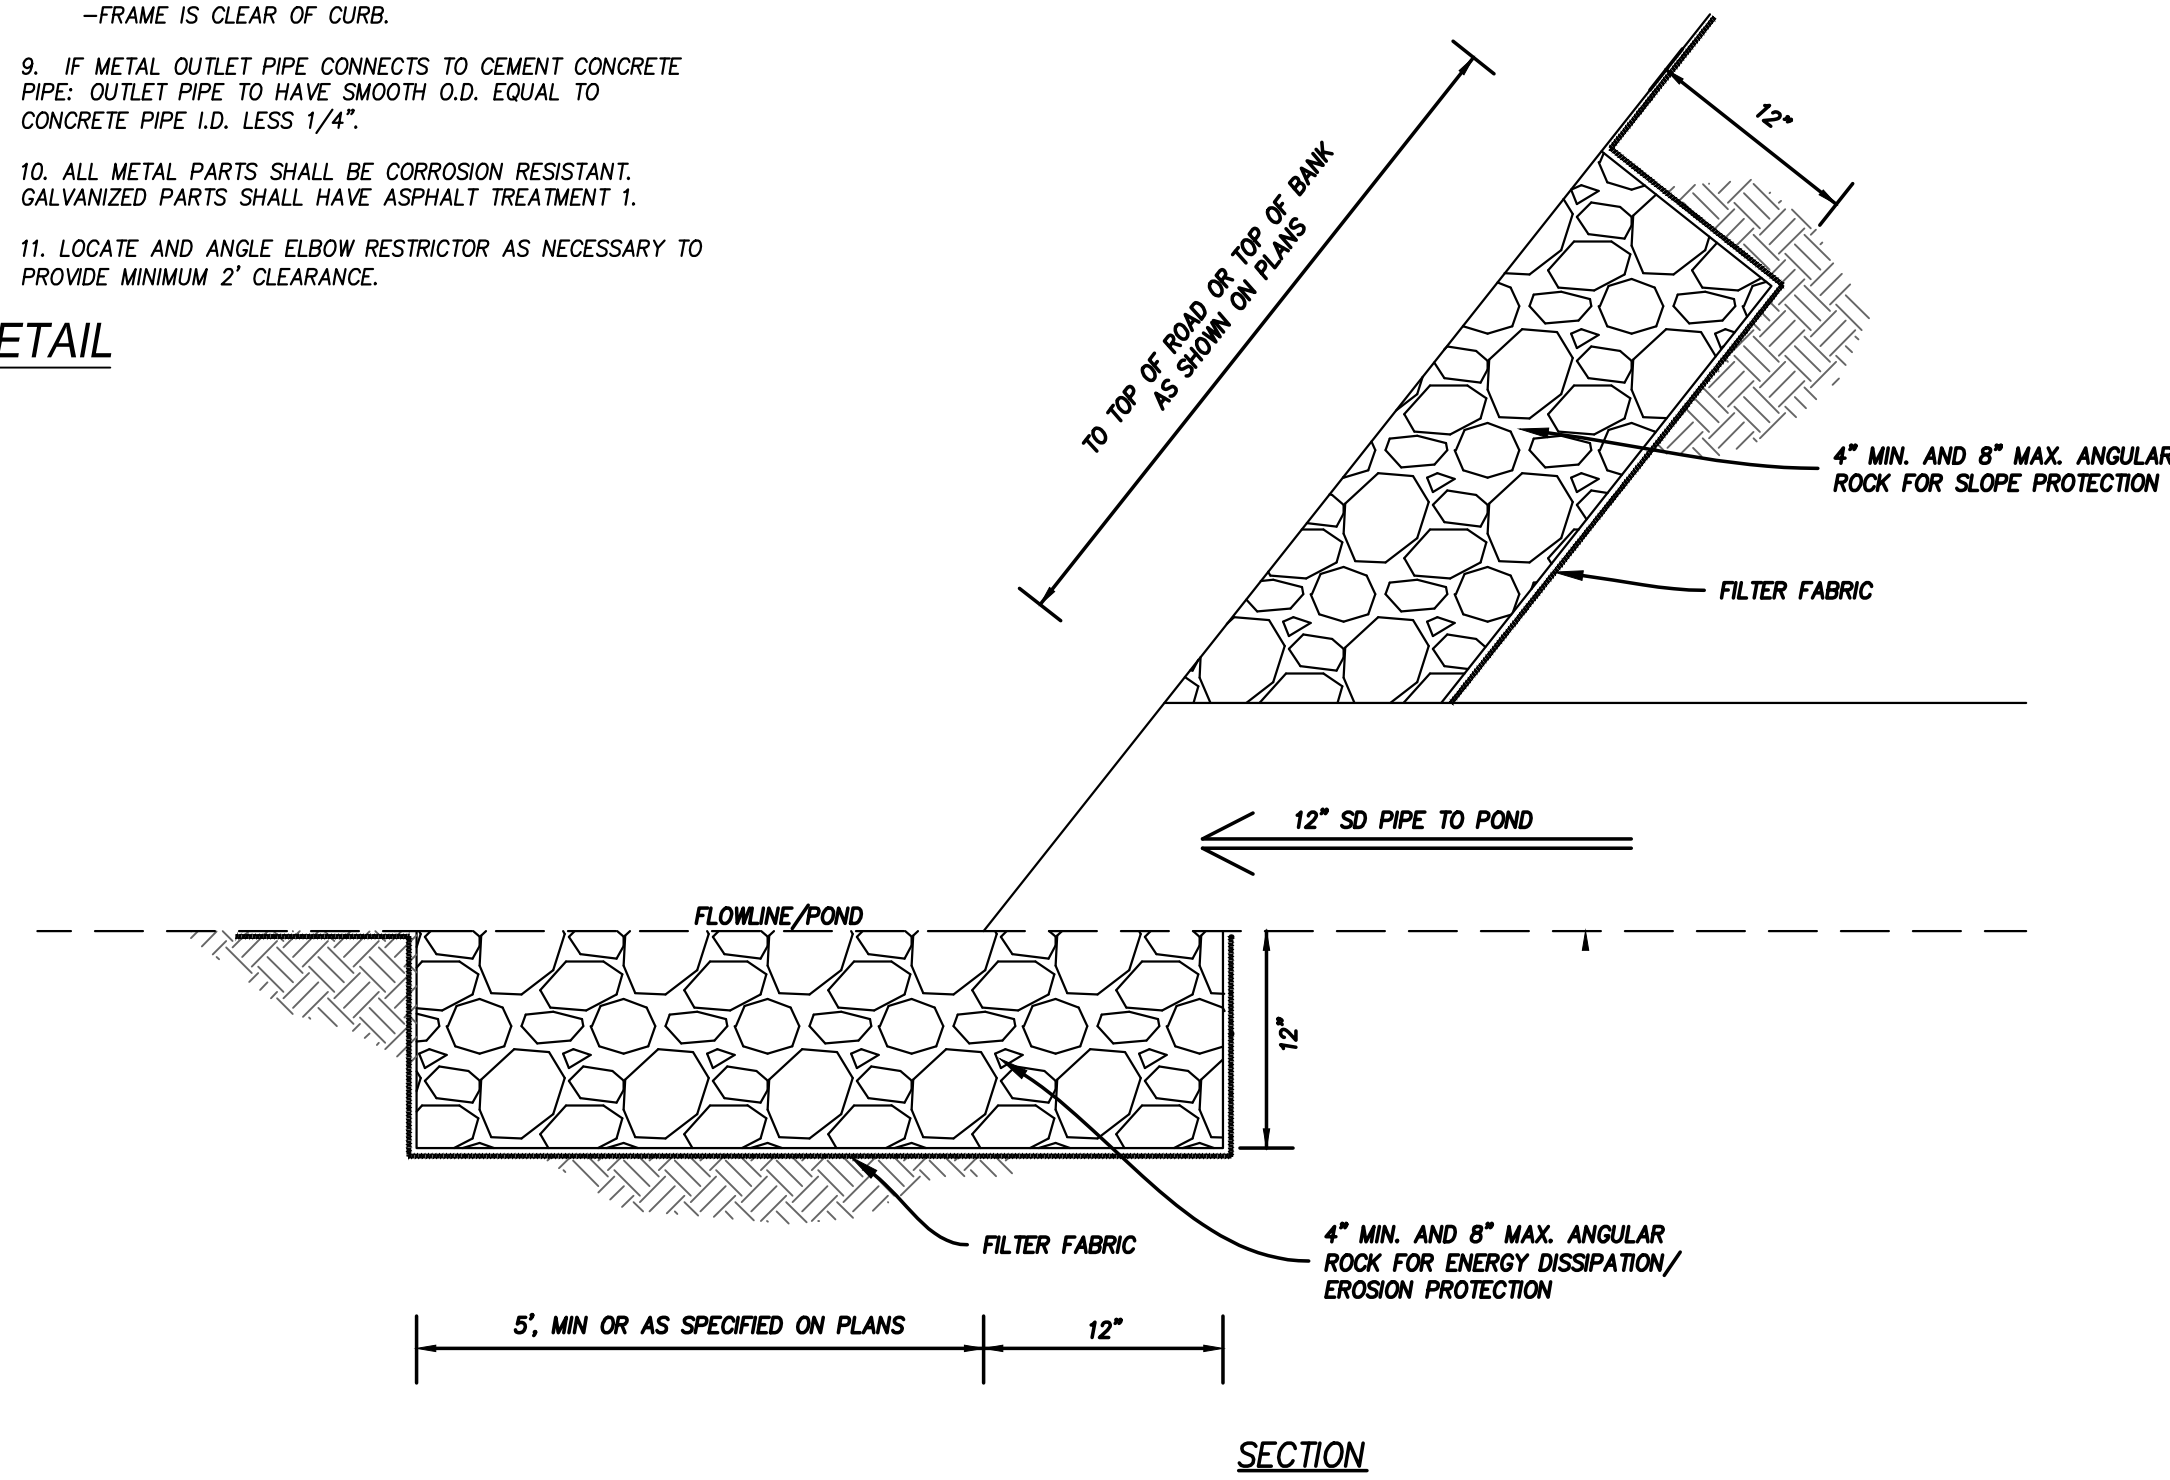 -FRAME IS CLEAR OF CURB.
9. IF METAL OUTLET PIPE CONNECTS TO CEMENT CONCRETE
PIPE: OUTLET PIPE TO HAVE SMOOTH O.D. EQUAL TO
CONCRETE PIPE I.D. LESS 1/4".
10. ALL METAL PARTS SHALL BE CORROSION RESISTANT.
GALVANIZED PARTS SHALL HAVE ASPHALT TREATMENT 1.
11. LOCATE AND ANGLE ELBOW RESTRICTOR AS NECESSARY TO
PROVIDE MINIMUM 2' CLEARANCE.
ETAIL
12"
TO TOP OF ROAD OR TOP OF BANK
AS SHOWN ON PLANS
4" MIN. AND 8" MAX. ANGULAR
ROCK FOR SLOPE PROTECTION
FILTER FABRIC
12" SD PIPE TO POND
FLOWLINE/POND
12"
FILTER FABRIC
4" MIN. AND 8" MAX. ANGULAR
ROCK FOR ENERGY DISSIPATION/
EROSION PROTECTION
5', MIN OR AS SPECIFIED ON PLANS
12"
SECTION